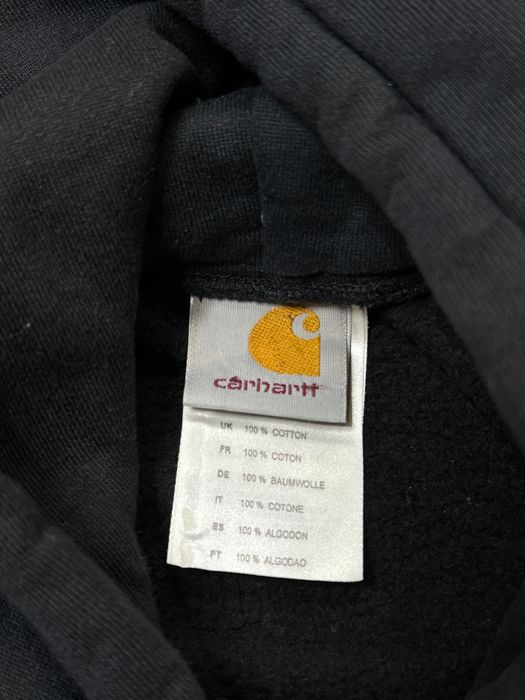 carhartt
UK 100 % COTTON
FR 100 % COTON
DE 100 % BAUMWOLLE
IT 100 % COTONE
ES 100 % ALGODON
PT 100 % ALGODAO